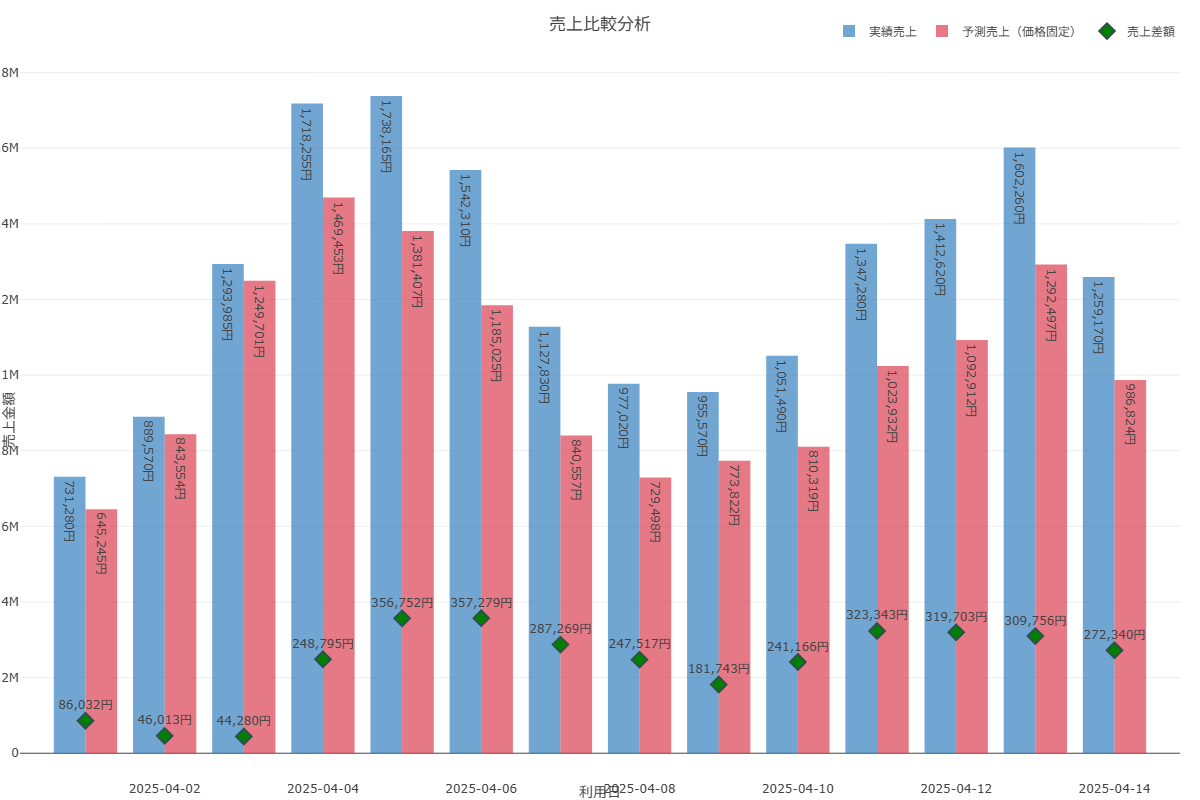 売上比較分析
実績売上
予測売上（価格固定）
売上差額
売上金額
8M
6M
4M
2M
1M
8M
6M
4M
2M
0
731,280円
645,245円
86,032円
889,570円
843,554円
46,013円
1,293,985円
1,249,701円
44,280円
1,718,255円
1,469,453円
248,795円
1,738,165円
1,381,407円
356,752円
1,542,310円
1,185,025円
357,279円
1,127,830円
840,557円
287,269円
977,020円
729,498円
247,517円
955,570円
773,822円
181,743円
1,051,490円
810,319円
241,166円
1,347,280円
1,023,932円
323,343円
1,412,620円
1,092,912円
319,703円
1,602,260円
1,292,497円
309,756円
1,259,170円
986,824円
272,340円
2025-04-02
2025-04-04
2025-04-06
2025-04-08
2025-04-10
2025-04-12
2025-04-14
利用日